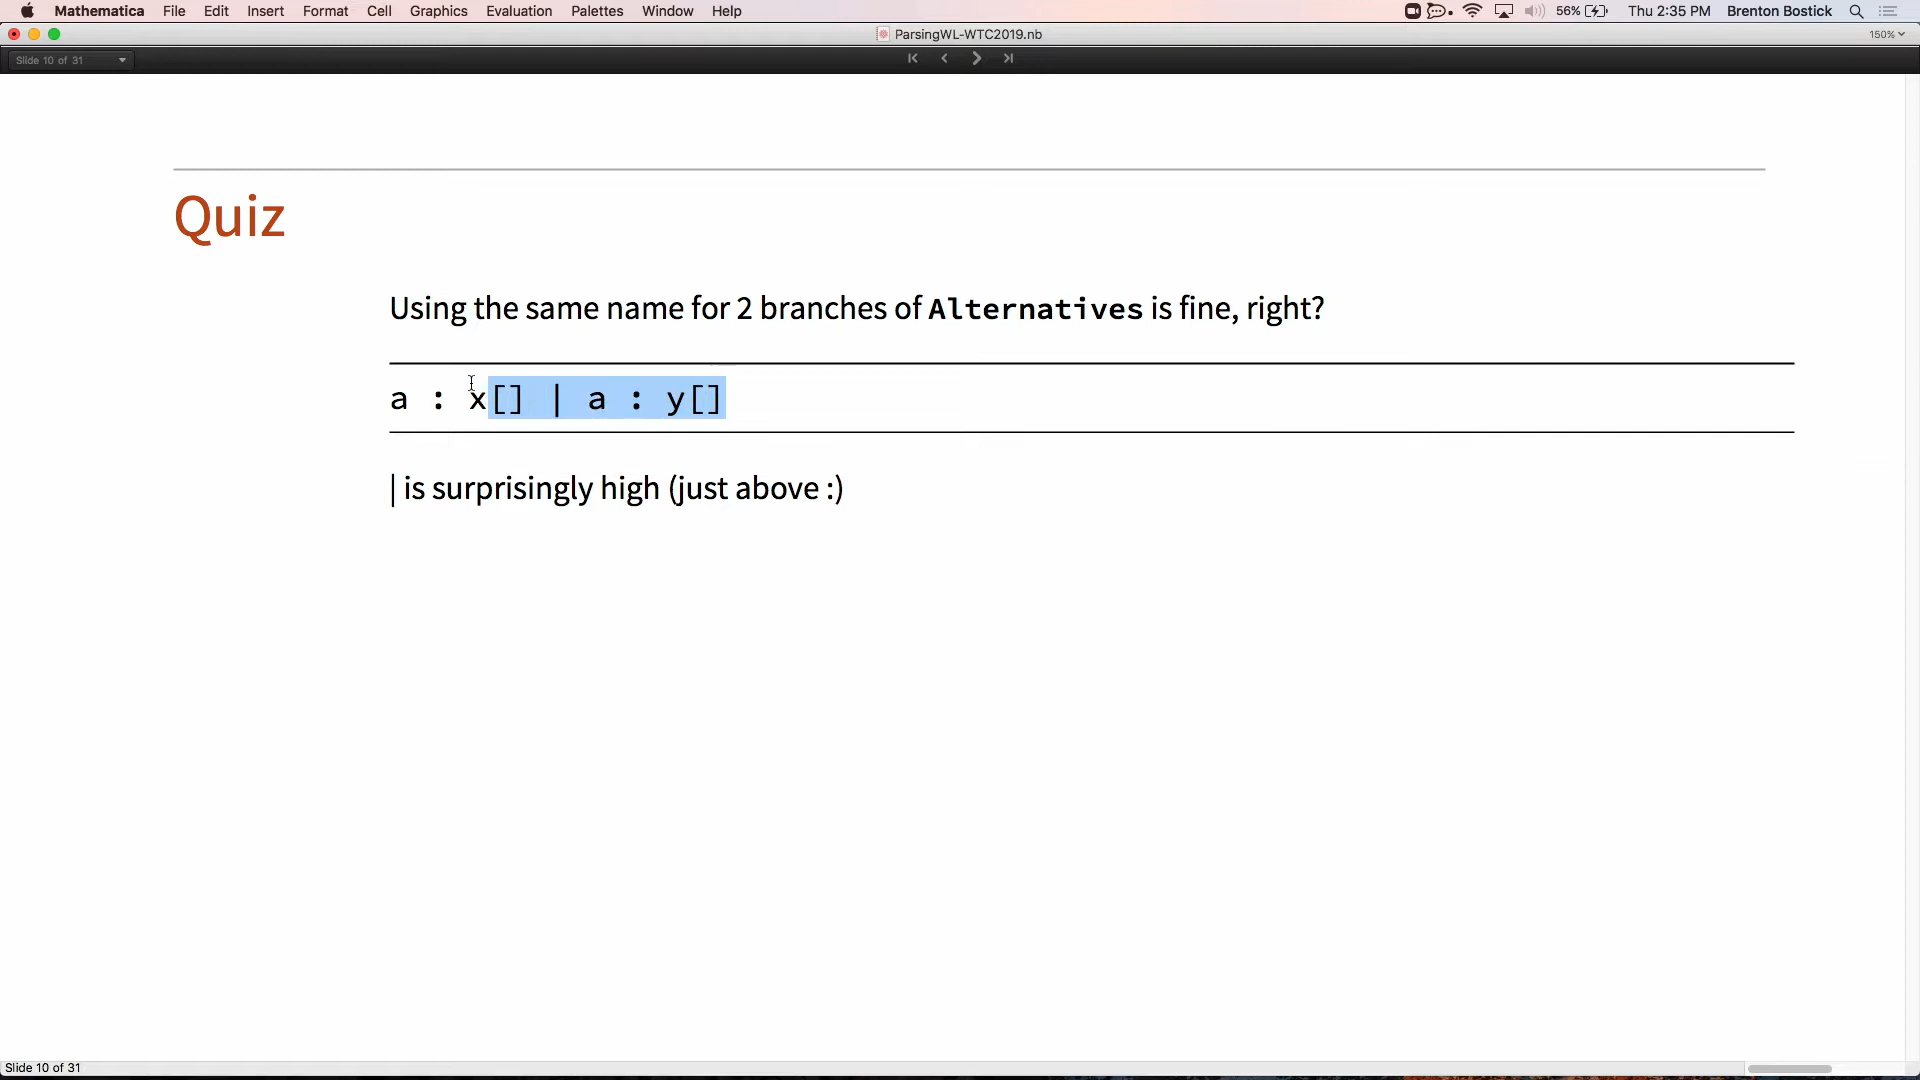 Mathematica File Edit Insert Format Cell Graphics Evaluation Palettes Window Help 56% Thu 2:35 PM Brenton Bostick
ParsingWL-WTC2019.nb 150%
Slide 10 of 31
Quiz
Using the same name for 2 branches of Alternatives is fine, right?
a : x[] | a : y[]
| is surprisingly high (just above :)
Slide 10 of 31